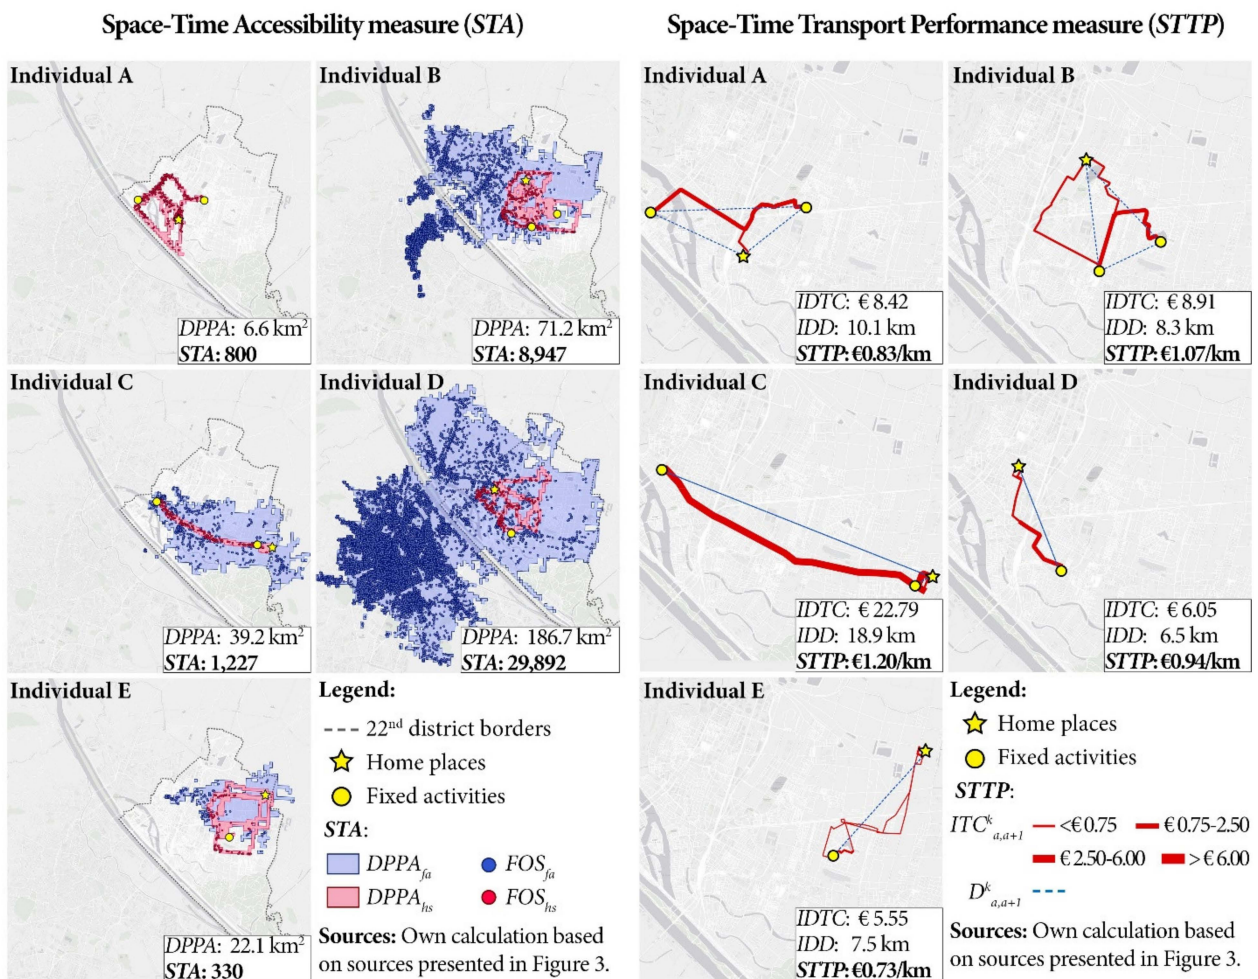 Space-Time Accessibility measure (STA)
Individual A
DPPA: 6.6 km²
STA: 800
Individual B
DPPA: 71.2 km²
STA: 8,947
Individual C
DPPA: 39.2 km²
STA: 1,227
Individual D
DPPA: 186.7 km²
STA: 29,892
Individual E
DPPA: 22.1 km²
STA: 330
Legend:
22nd district borders
Home places
Fixed activities
STA:
DPPA_fa FOS_fa
DPPA_hs FOS_hs
Sources: Own calculation based
on sources presented in Figure 3.
Space-Time Transport Performance measure (STTP)
Individual A
IDTC: € 8.42
IDD: 10.1 km
STTP: €0.83/km
Individual B
IDTC: € 8.91
IDD: 8.3 km
STTP: €1.07/km
Individual C
IDTC: € 22.79
IDD: 18.9 km
STTP: €1.20/km
Individual D
IDTC: € 6.05
IDD: 6.5 km
STTP: €0.94/km
Individual E
IDTC: € 5.55
IDD: 7.5 km
STTP: €0.73/km
Legend:
Home places
Fixed activities
STTP:
ITC^k_a,a+1 <€ 0.75 € 0.75-2.50
€ 2.50-6.00 > € 6.00
D^k_a,a+1
Sources: Own calculation based
on sources presented in Figure 3.